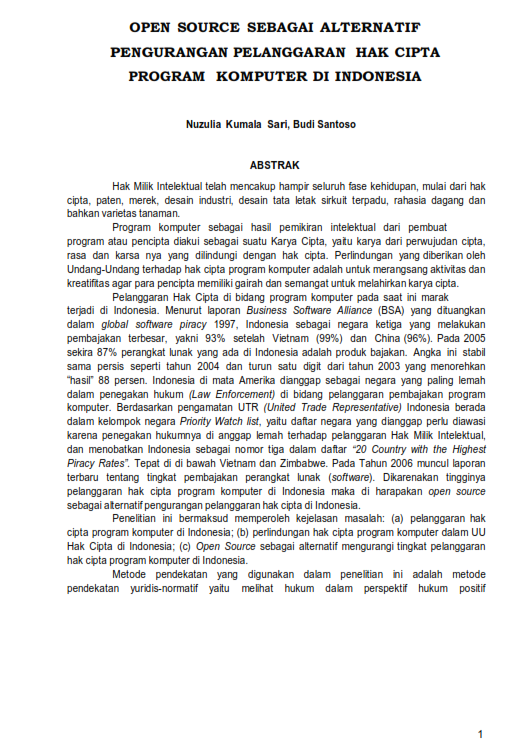 OPEN SOURCE SEBAGAI ALTERNATIF
PENGURANGAN PELANGGARAN HAK CIPTA
PROGRAM KOMPUTER DI INDONESIA
Nuzulia Kumala Sari, Budi Santoso
ABSTRAK
Hak Milik Intelektual telah mencakup hampir seluruh fase kehidupan, mulai dari hak
cipta, paten, merek, desain industri, desain tata letak sirkuit terpadu, rahasia dagang dan
bahkan varietas tanaman.
Program komputer sebagai hasil pemikiran intelektual dari pembuat
program atau pencipta diakui sebagai suatu Karya Cipta, yaitu karya dari perwujudan cipta,
rasa dan karsa nya yang dilindungi dengan hak cipta. Perlindungan yang diberikan oleh
Undang-Undang terhadap hak cipta program komputer adalah untuk merangsang aktivitas dan
kreatifitas agar para pencipta memiliki gairah dan semangat untuk melahirkan karya cipta.
Pelanggaran Hak Cipta di bidang program komputer pada saat ini marak
terjadi di Indonesia. Menurut laporan Business Software Alliance (BSA) yang dituangkan
dalam global software piracy 1997, Indonesia sebagai negara ketiga yang melakukan
pembajakan terbesar, yakni 93% setelah Vietnam (99%) dan China (96%). Pada 2005
sekira 87% perangkat lunak yang ada di Indonesia adalah produk bajakan. Angka ini stabil
sama persis seperti tahun 2004 dan turun satu digit dari tahun 2003 yang menorehkan
“hasil” 88 persen. Indonesia di mata Amerika dianggap sebagai negara yang paling lemah
dalam penegakan hukum (Law Enforcement) di bidang pelanggaran pembajakan program
komputer. Berdasarkan pengamatan UTR (United Trade Representative) Indonesia berada
dalam kelompok negara Priority Watch list, yaitu daftar negara yang dianggap perlu diawasi
karena penegakan hukumnya di anggap lemah terhadap pelanggaran Hak Milik Intelektual,
dan menobatkan Indonesia sebagai nomor tiga dalam daftar “20 Country with the Highest
Piracy Rates”. Tepat di di bawah Vietnam dan Zimbabwe. Pada Tahun 2006 muncul laporan
terbaru tentang tingkat pembajakan perangkat lunak (software). Dikarenakan tingginya
pelanggaran hak cipta program komputer di Indonesia maka di harapakan open source
sebagai alternatif pengurangan pelanggaran hak cipta di Indonesia.
Penelitian ini bermaksud memperoleh kejelasan masalah: (a) pelanggaran hak
cipta program komputer di Indonesia; (b) perlindungan hak cipta program komputer dalam UU
Hak Cipta di Indonesia; (c) Open Source sebagai alternatif mengurangi tingkat pelanggaran
hak cipta program komputer di Indonesia.
Metode pendekatan yang digunakan dalam penelitian ini adalah metode
pendekatan yuridis-normatif yaitu melihat hukum dalam perspektif hukum positif
1